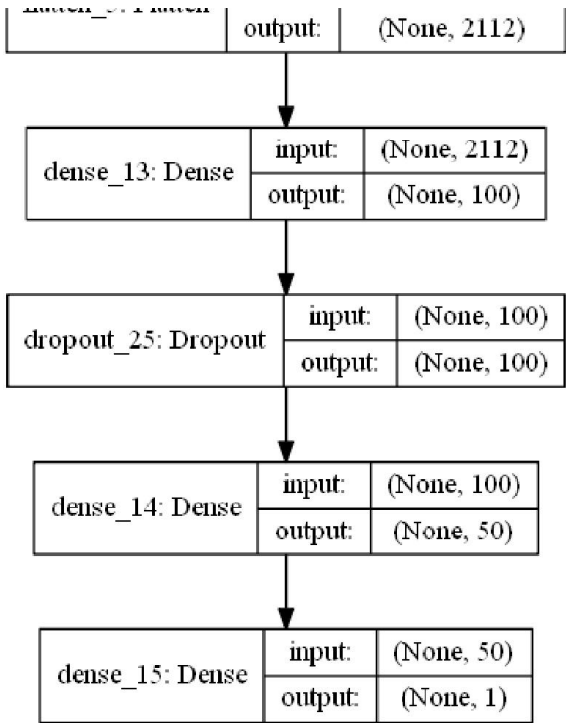 output: (None, 2112)
dense_13: Dense input: (None, 2112)
output: (None, 100)
dropout_25: Dropout input: (None, 100)
output: (None, 100)
dense_14: Dense input: (None, 100)
output: (None, 50)
dense_15: Dense input: (None, 50)
output: (None, 1)